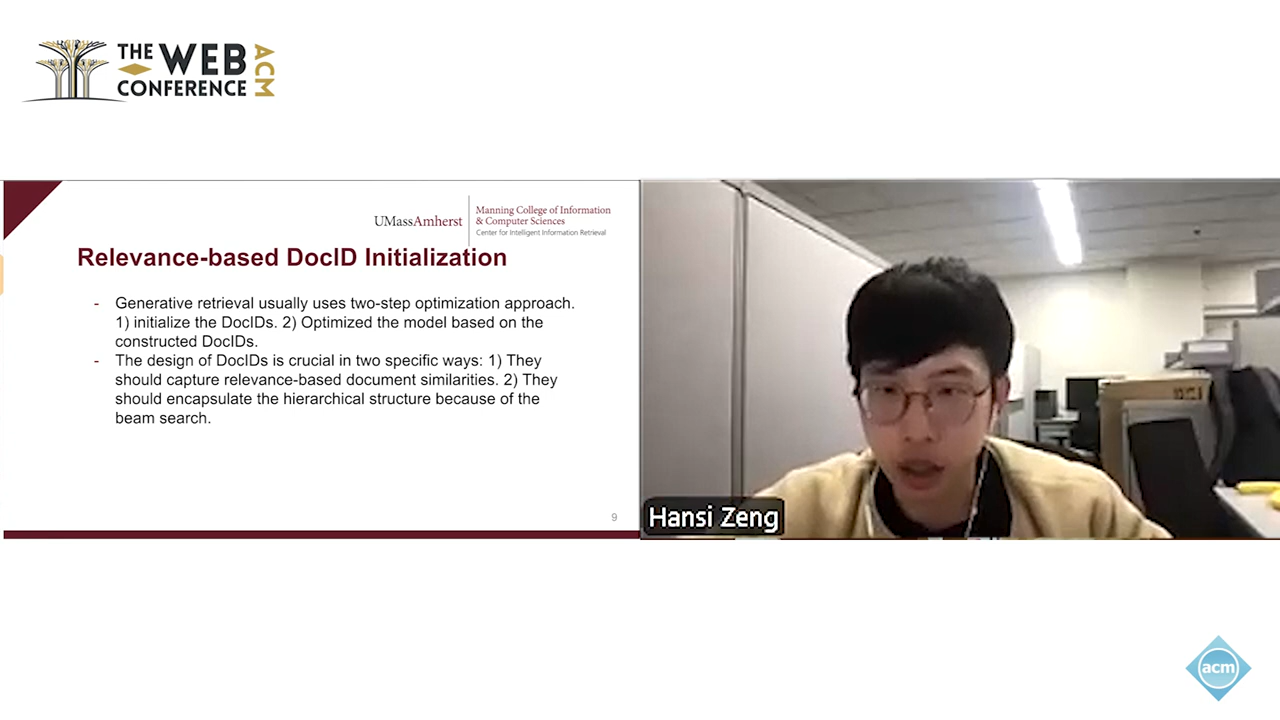 THE WEB
CONFERENCE
ACM
UMassAmherst
Manning College of Information
& Computer Sciences
Center for Intelligent Information Retrieval
Relevance-based DocID Initialization
- Generative retrieval usually uses two-step optimization approach.
1) initialize the DocIDs. 2) Optimized the model based on the
constructed DocIDs.
- The design of DocIDs is crucial in two specific ways: 1) They
should capture relevance-based document similarities. 2) They
should encapsulate the hierarchical structure because of the
beam search.
9
Hansi Zeng
acm